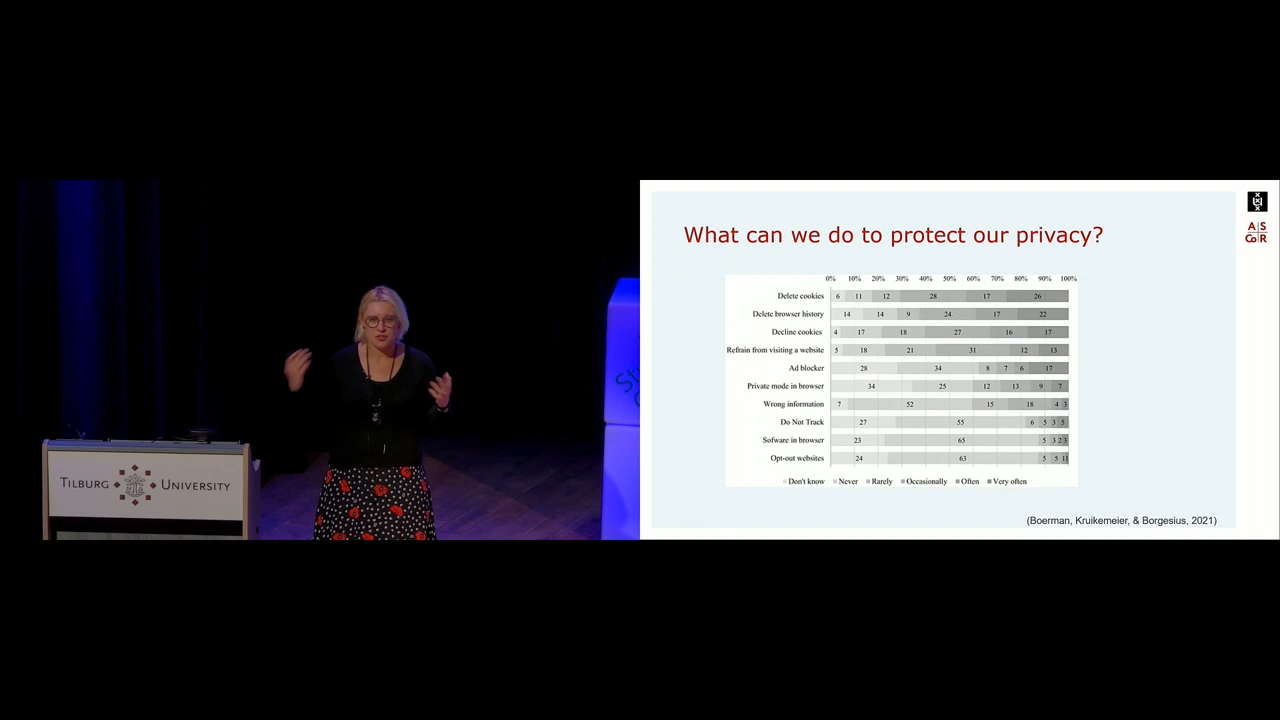 TILBURG UNIVERSITY
St
What can we do to protect our privacy?
A S
Co R
0% 10% 20% 30% 40% 50% 60% 70% 80% 90% 100%
Delete cookies 6 11 12 28 17 26
Delete browser history 14 14 9 24 17 22
Decline cookies 4 17 18 27 16 17
Refrain from visiting a website 5 18 21 31 12 13
Ad blocker 28 34 8 7 6 17
Private mode in browser 34 25 12 13 9 7
Wrong information 7 52 15 18 4 3
Do Not Track 27 55 6 5 3 5
Sofware in browser 23 65 5 3 2 3
Opt-out websites 24 63 5 5 1 1
Don't know Never Rarely Occasionally Often Very often
(Boerman, Kruikemeier, & Borgesius, 2021)